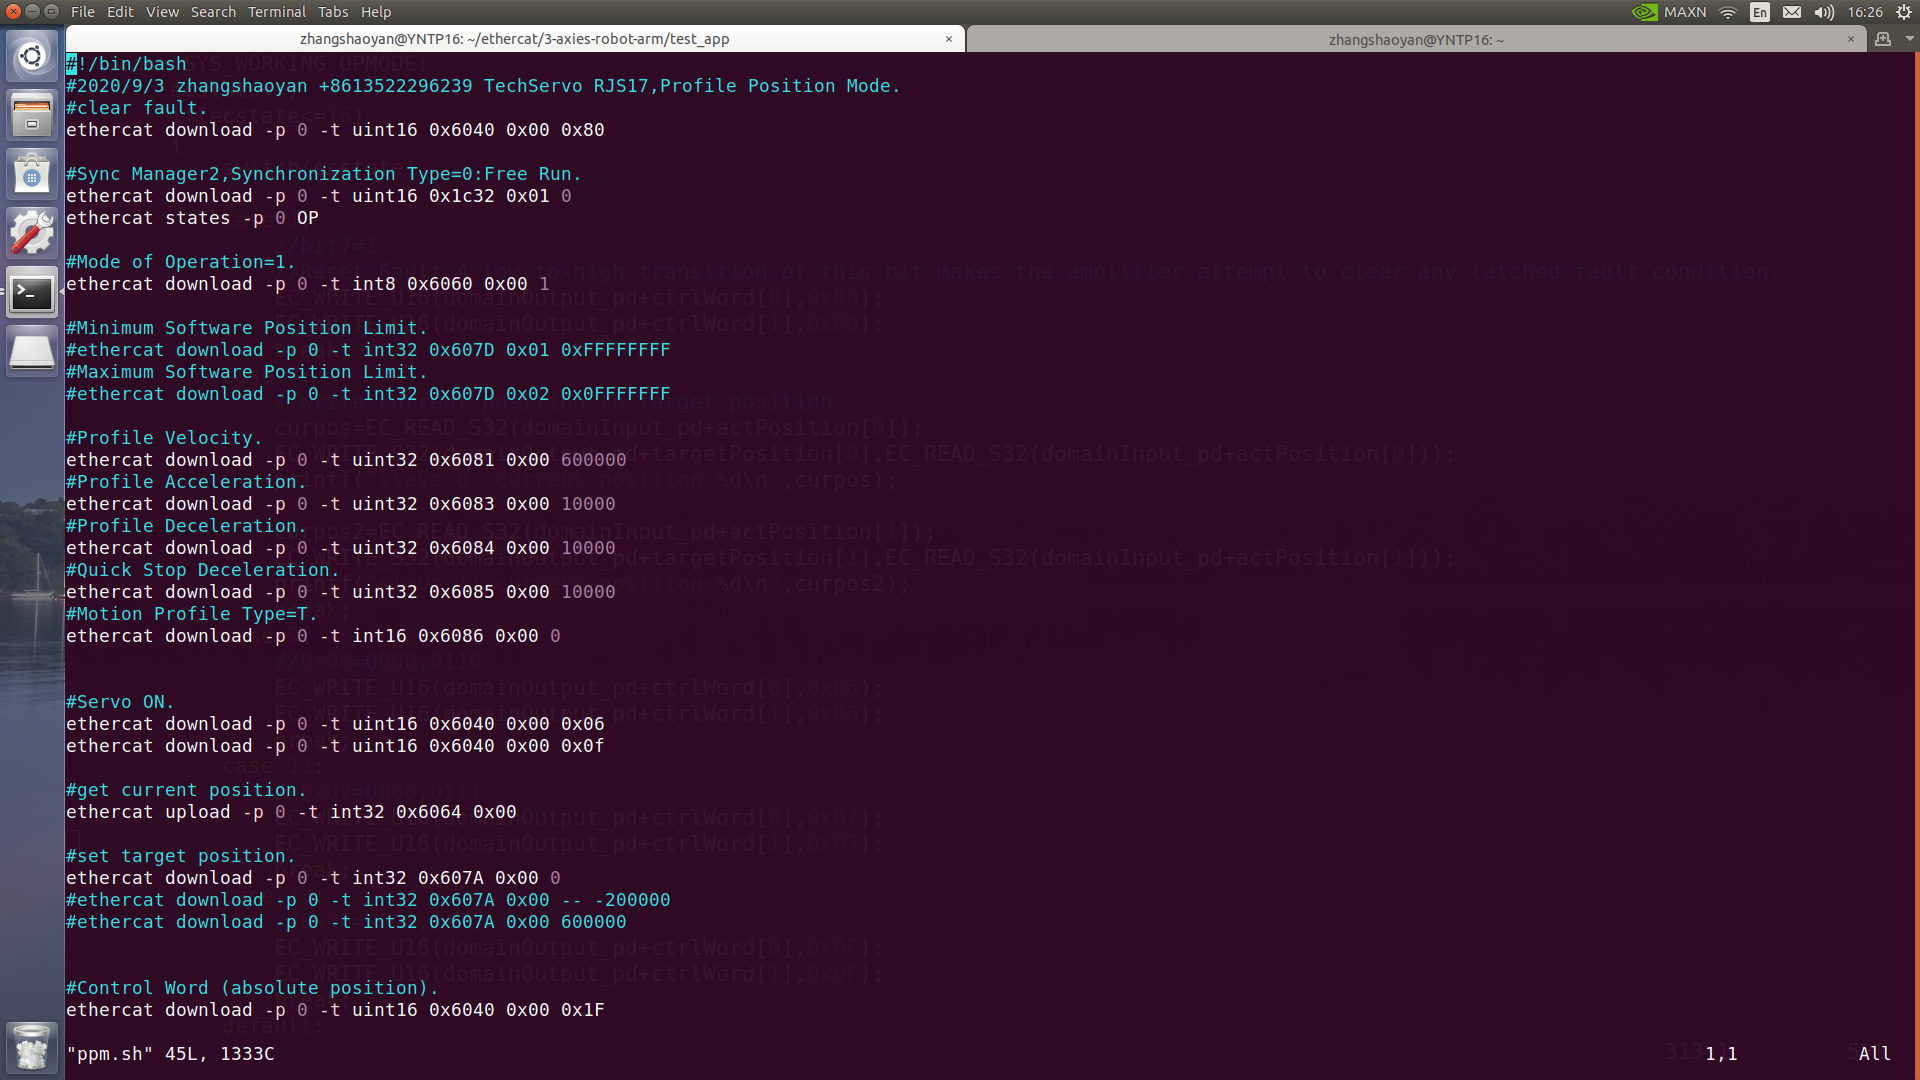 File Edit View Search Terminal Tabs Help MAXN En 16:26
zhangshaoyan@YNTP16: ~/ethercat/3-axies-robot-arm/test_app × zhangshaoyan@YNTP16: ~ ×
#!/bin/bash
#2020/9/3 zhangshaoyan +8613522296239 TechServo RJS17,Profile Position Mode.
#clear fault.
ethercat download -p 0 -t uint16 0x6040 0x00 0x80
#Sync Manager2,Synchronization Type=0:Free Run.
ethercat download -p 0 -t uint16 0x1c32 0x01 0
ethercat states -p 0 OP
#Mode of Operation=1.
ethercat download -p 0 -t int8 0x6060 0x00 1
#Minimum Software Position Limit.
#ethercat download -p 0 -t int32 0x607D 0x01 0xFFFFFFFF
#Maximum Software Position Limit.
#ethercat download -p 0 -t int32 0x607D 0x02 0x0FFFFFFF
#Profile Velocity.
ethercat download -p 0 -t uint32 0x6081 0x00 600000
#Profile Acceleration.
ethercat download -p 0 -t uint32 0x6083 0x00 10000
#Profile Deceleration.
ethercat download -p 0 -t uint32 0x6084 0x00 10000
#Quick Stop Deceleration.
ethercat download -p 0 -t uint32 0x6085 0x00 10000
#Motion Profile Type=T.
ethercat download -p 0 -t int16 0x6086 0x00 0
#Servo ON.
ethercat download -p 0 -t uint16 0x6040 0x00 0x06
ethercat download -p 0 -t uint16 0x6040 0x00 0x0f
#get current position.
ethercat upload -p 0 -t int32 0x6064 0x00
#set target position.
ethercat download -p 0 -t int32 0x607A 0x00 0
#ethercat download -p 0 -t int32 0x607A 0x00 -- -200000
#ethercat download -p 0 -t int32 0x607A 0x00 600000
#Control Word (absolute position).
ethercat download -p 0 -t uint16 0x6040 0x00 0x1F
"ppm.sh" 45L, 1333C 1,1 All